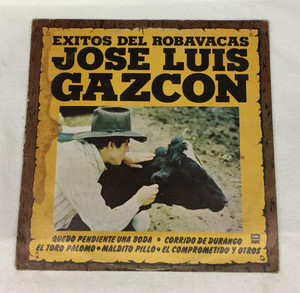 EXITOS DEL ROBAVACAS
JOSE LUIS
GAZCON
QUEDO PENDIENTE UNA BODA • CORRIDO DE DURANGO
EL TORO PALOMO • MALDITO PILLO • EL COMPROMETIDO Y OTROS
EMI